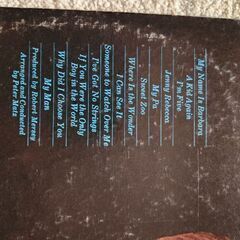 My Name Is Barbara
A Kid Again
I'm Five
Jenny Rebecca
My Pa
Sweet Zoo
Where Is the Wonder
I Can See It
Someone to Watch Over Me
I've Got No Strings
If You Were the Only
Boy in the World
Why Did I Choose You
My Man
Produced by Robert Mersey
Arranged and Conducted
by Peter Matz